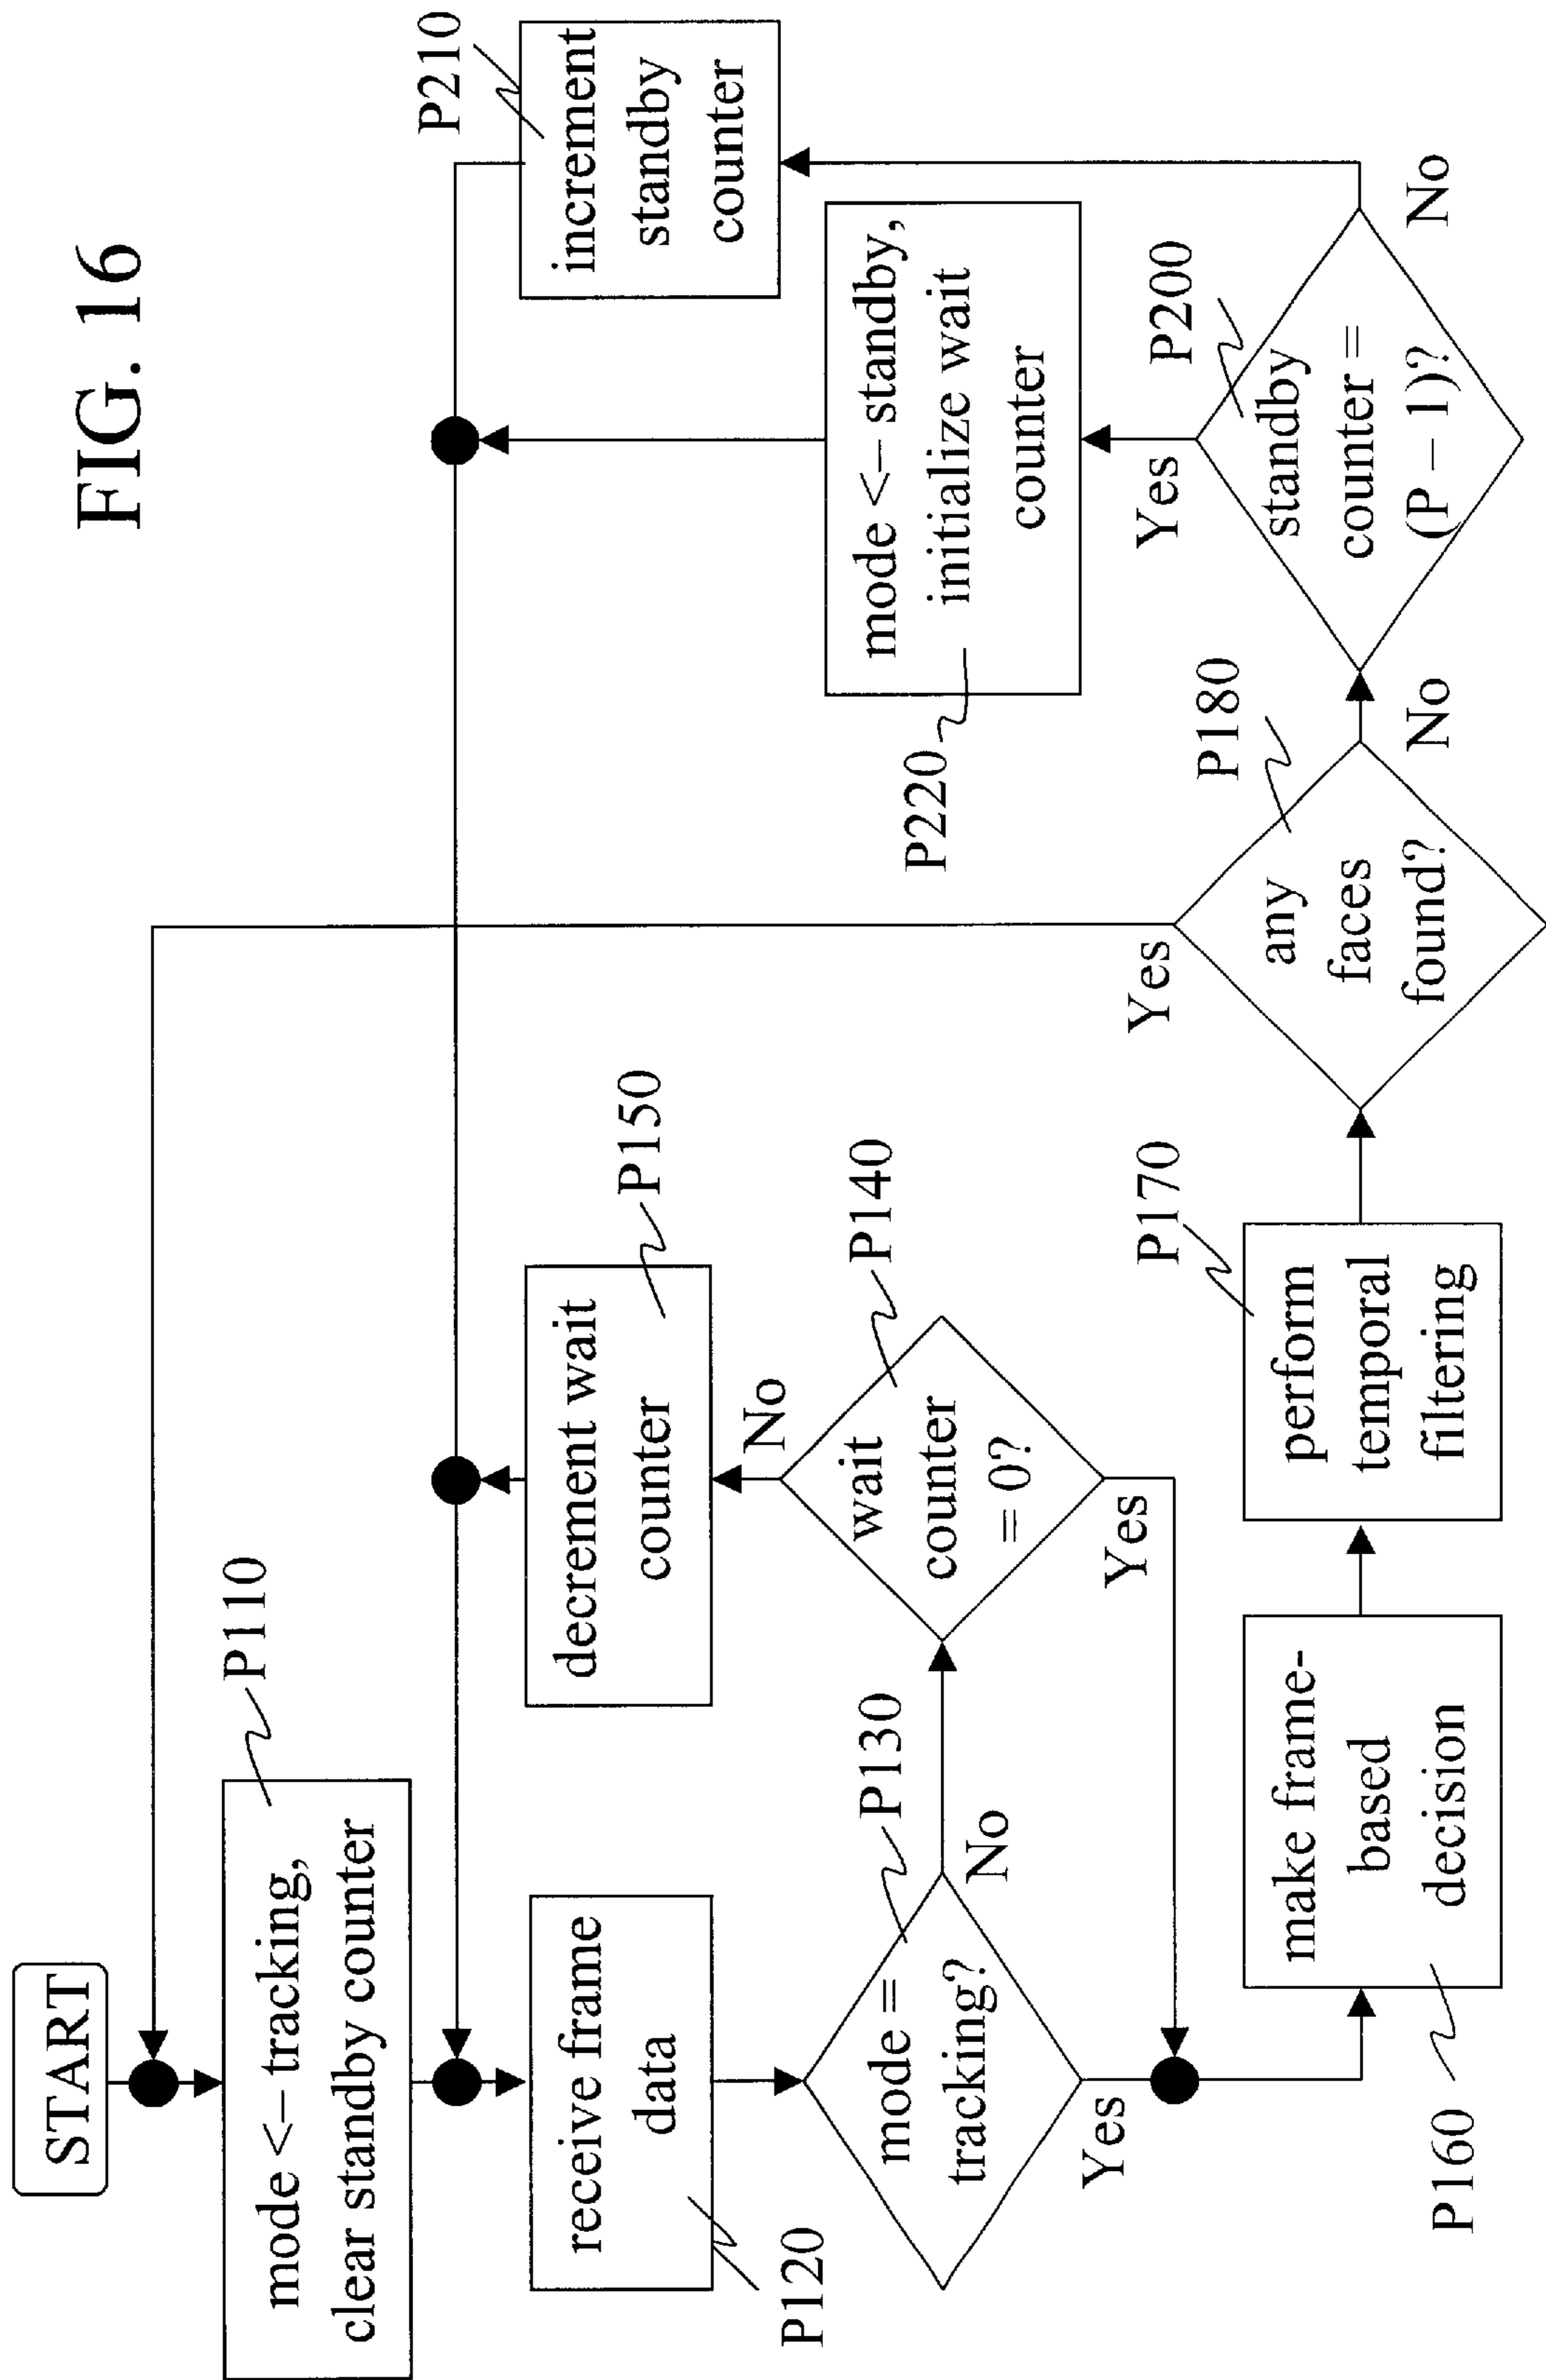 FIG. 16
START
mode <– tracking,
clear standby counter
P110
receive frame
data
P120
mode =
tracking?
P130
Yes
No
decrement wait
counter
P150
No
wait
counter
= 0?
P140
Yes
make frame-
based
decision
P160
perform
temporal
filtering
P170
any
faces
found?
P180
Yes
No
standby
counter =
(P – 1)?
P200
Yes
No
mode <– standby,
initialize wait
counter
P220
increment
standby
counter
P210